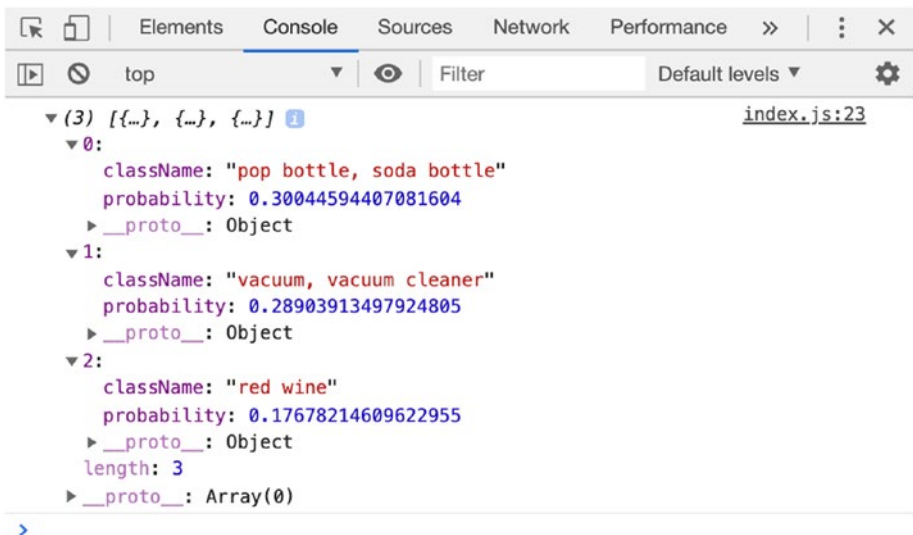 Elements Console Sources Network Performance »
top ▼ Filter Default levels ▼
▼(3) [{…}, {…}, {…}] i index.js:23
▼0:
className: "pop bottle, soda bottle"
probability: 0.30044594407081604
▶__proto__: Object
▼1:
className: "vacuum, vacuum cleaner"
probability: 0.28903913497924805
▶__proto__: Object
▼2:
className: "red wine"
probability: 0.17678214609622955
▶__proto__: Object
length: 3
▶__proto__: Array(0)
>